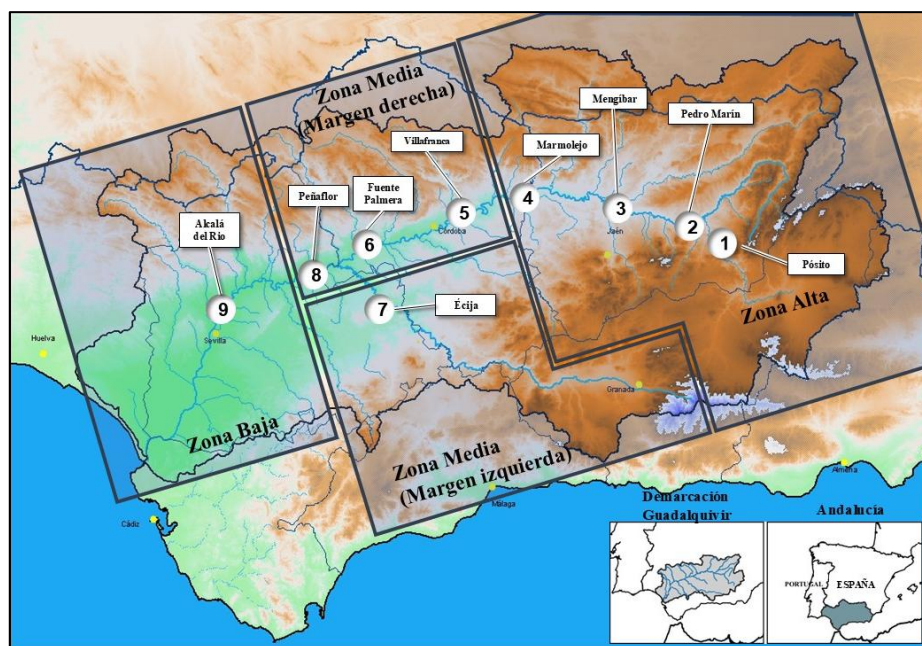 Zona Media
(Margen derecha)
Mengíbar
Pedro Marín
Villafranca
Marmolejo
Peñaflor
Fuente
Palmera
Alcalá
del Río
4
5
3
2
1
6
8
7
9
Córdoba
Jaén
Pósito
Écija
Zona Alta
Sevilla
Huelva
Granada
Zona Baja
Zona Media
(Margen izquierda)
Málaga
Almería
Cádiz
Demarcación
Guadalquivir
Andalucía
PORTUGAL
ESPAÑA